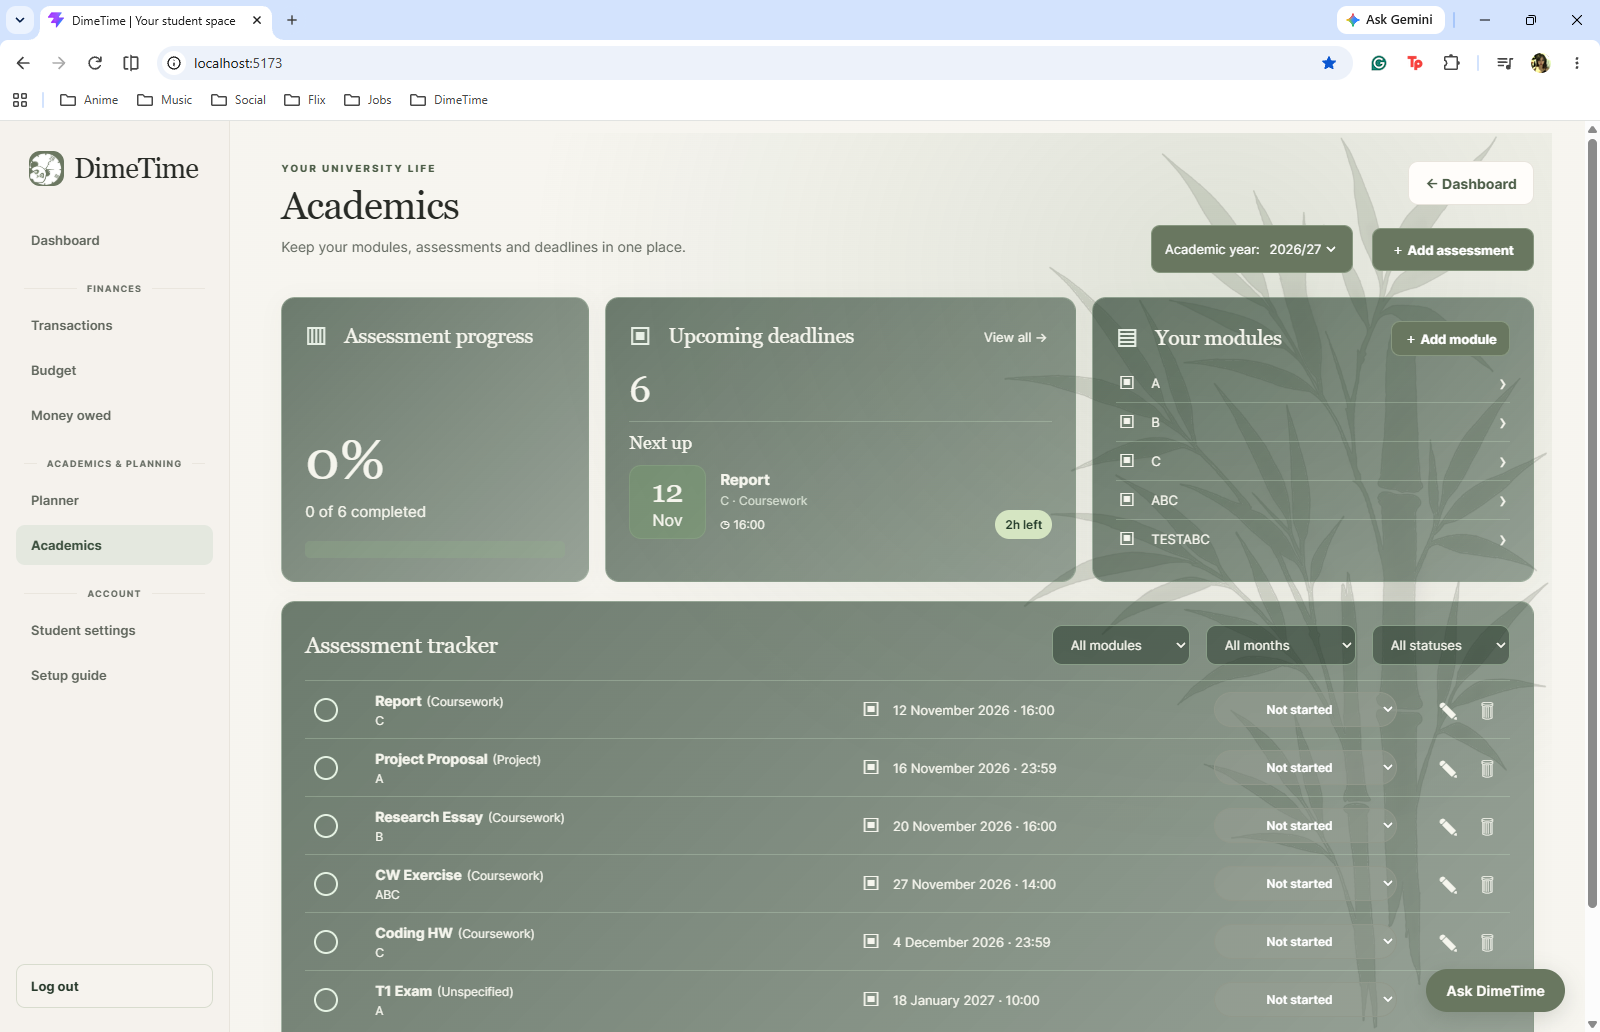 DimeTime | Your student space
Ask Gemini
localhost:5173
Anime
Music
Social
Flix
Jobs
DimeTime
DimeTime
Dashboard
FINANCES
Transactions
Budget
Money owed
ACADEMICS & PLANNING
Planner
Academics
ACCOUNT
Student settings
Setup guide
Log out
YOUR UNIVERSITY LIFE
Academics
Keep your modules, assessments and deadlines in one place.
← Dashboard
Academic year: 2026/27
+ Add assessment
Assessment progress
0%
0 of 6 completed
Upcoming deadlines
View all →
6
Next up
12
Nov
Report
C · Coursework
16:00
2h left
Your modules
+ Add module
A
B
C
ABC
TESTABC
Assessment tracker
All modules
All months
All statuses
Report (Coursework)
C
12 November 2026 · 16:00
Not started
Project Proposal (Project)
A
16 November 2026 · 23:59
Not started
Research Essay (Coursework)
B
20 November 2026 · 16:00
Not started
CW Exercise (Coursework)
ABC
27 November 2026 · 14:00
Not started
Coding HW (Coursework)
C
4 December 2026 · 23:59
Not started
T1 Exam (Unspecified)
A
18 January 2027 · 10:00
Not started
Ask DimeTime